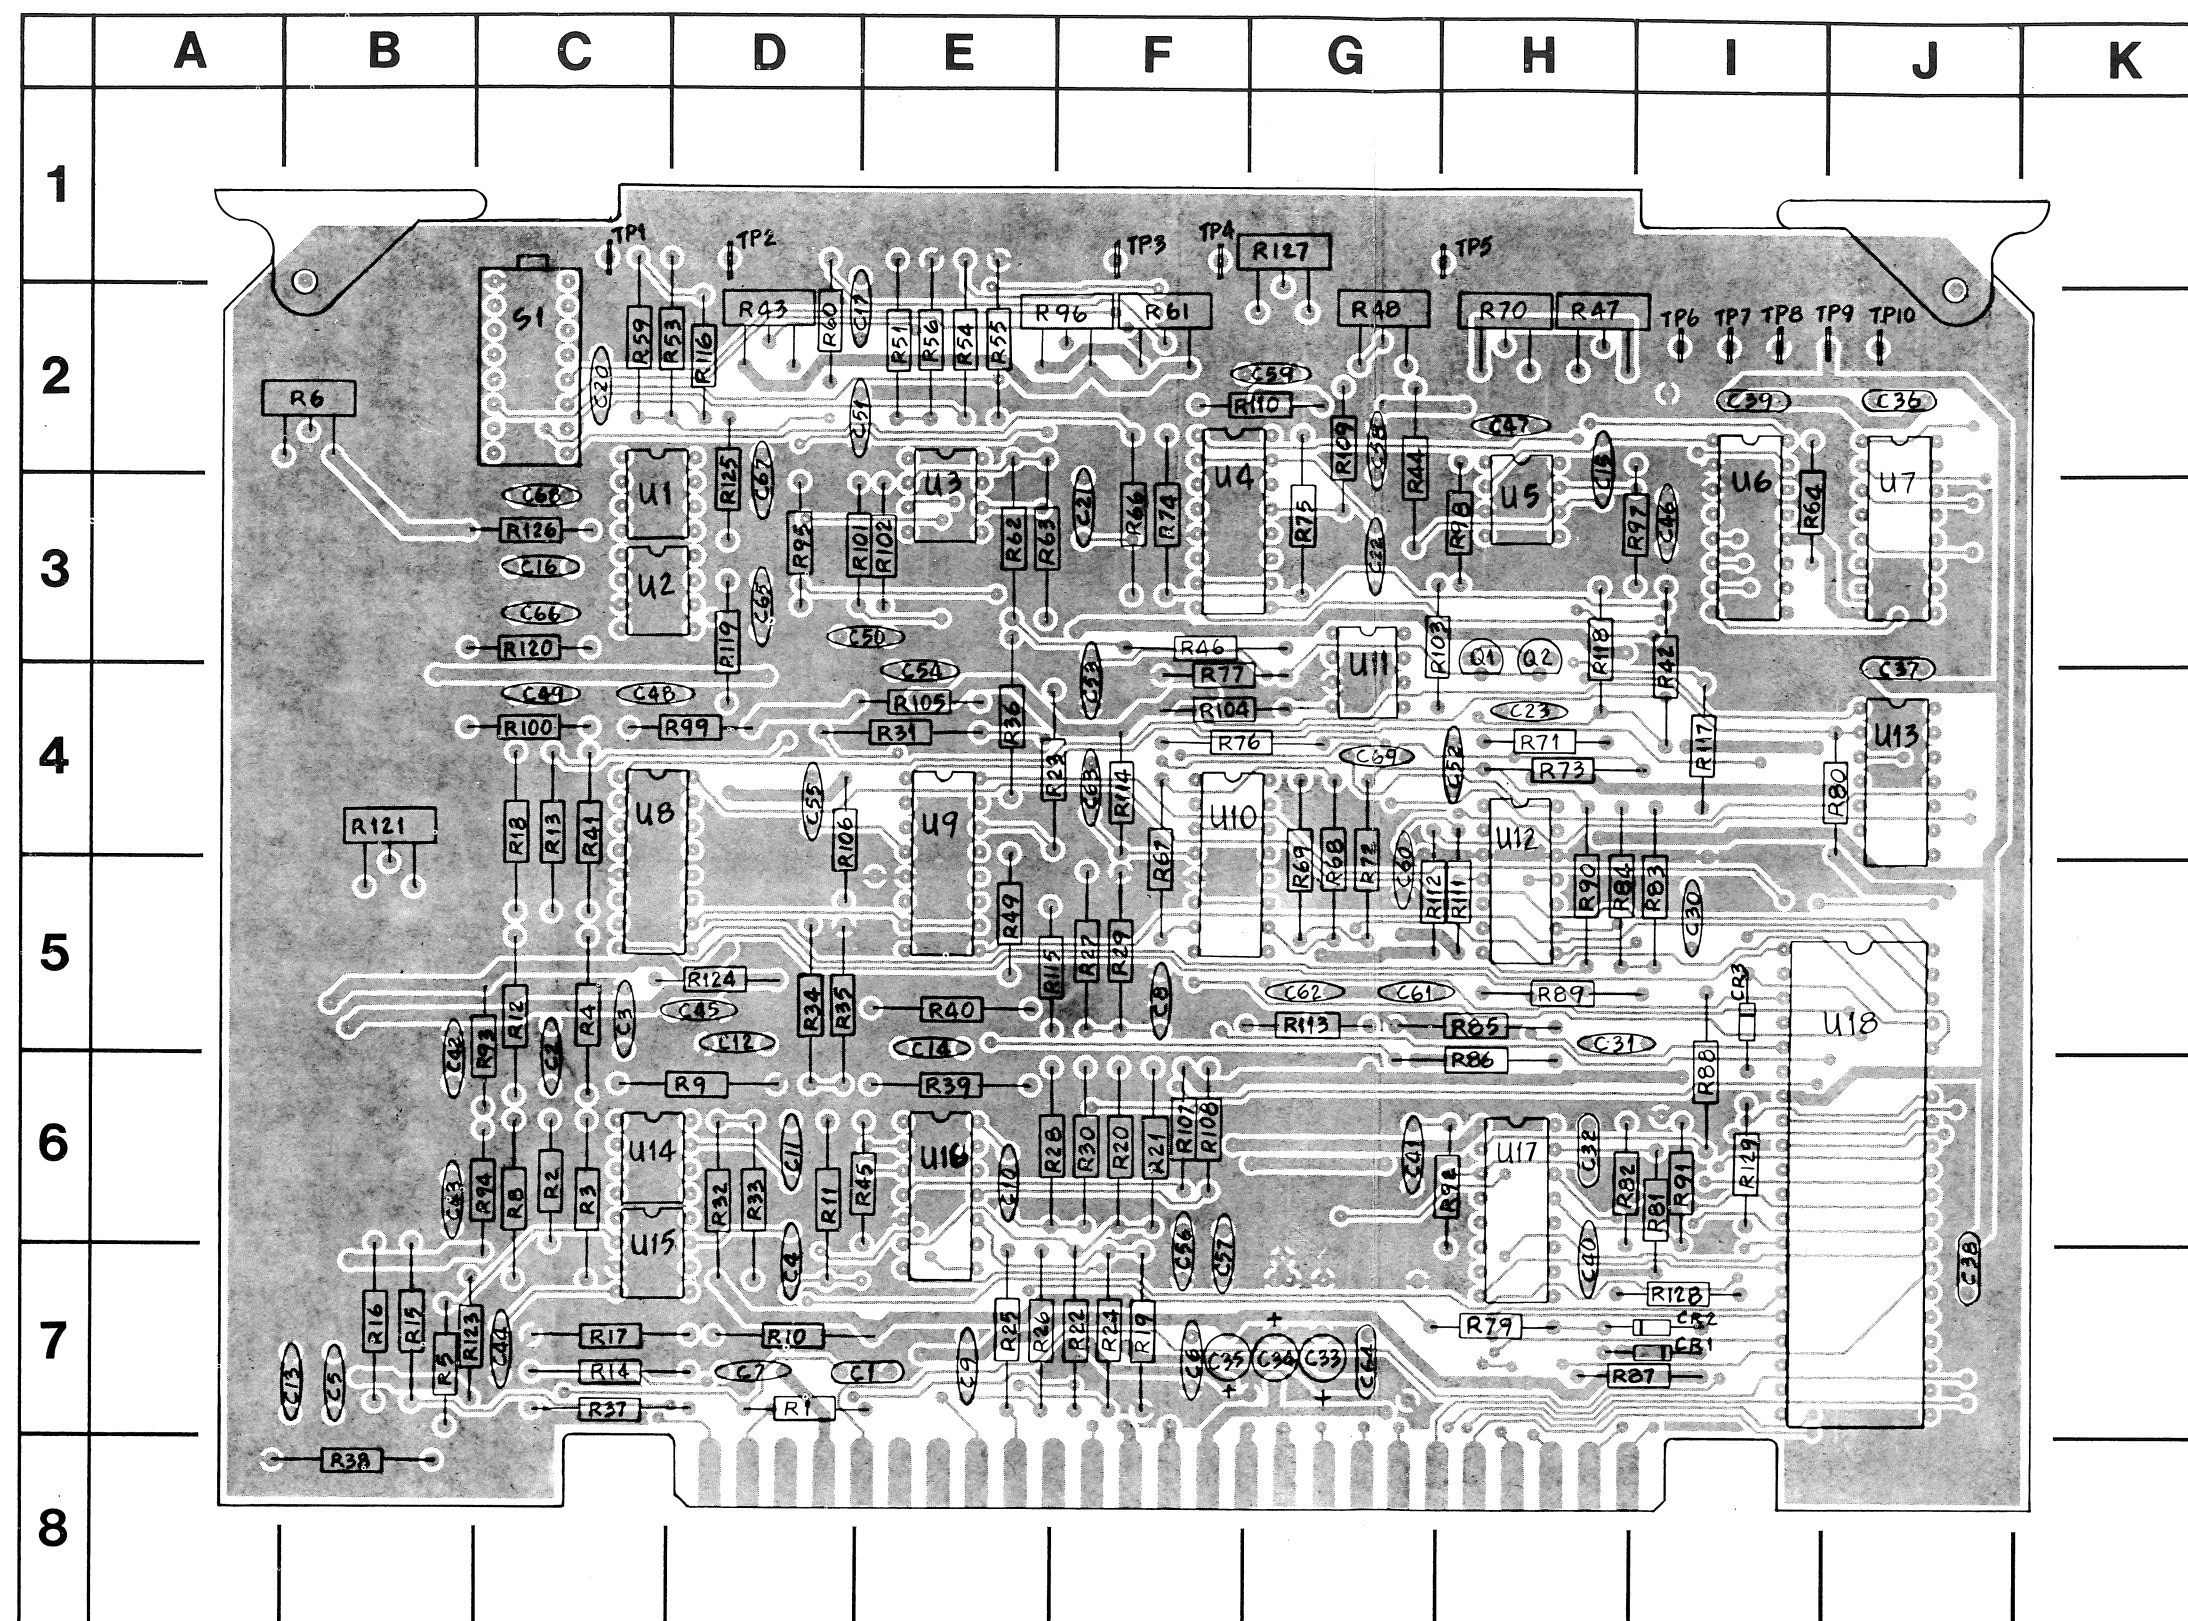 A B C D E F G H I J K
1
TP1 TP2 TP3 TP4 R127 TP5
S1 R59 R53 R116 R43 R60 C17 R51 R56 R54 R55 R96 R61 R48 R70 R47 TP6 TP7 TP8 TP9 TP10
2
R6 C20 C51 C59 R110 R109 C58 R44 C47 C39 C36
R125 C67 U3 U4 U5 U6 U7
C68 U1 R62 R63 C21 R66 R74 R75 R98 R97 C46 R64
R126 R95 R101 R102 C22
3
C16 U2 C65
C66 R119 C50 R103 R118
R120 R46 U11 Q1 Q2 R42
C54 C53 R77 C37
C49 C48 R105 R36 R104 C23
R100 R99 R31 R76 R71 R117 U13
4
R23 C63 R114 C69 C52 R73 R80
R121 R18 R13 R41 U8 C55 R106 U9 R67 U10 R69 R68 R72 C60 U12
R49 R112 R111 R90 R84 R83 C30
5
R124 R115 R27 R29 C8 C62 C61 R89 CR3
R12 R4 C3 C45 R34 R35 R40 R113 R85 U18
C42 R93 C2 C12 C14 R86 C31 R88
R9 R39
6
R28 R30 R20 R21 R107 R108 C41 U17 C32
C43 R94 R8 R2 R3 U14 R32 R33 C11 R11 R45 U16 C10 R92 R82 R81 R91 R129
U15 C4 C56 C57 C40 C38
R16 R15 R5 R123 C44 R128
7
R17 R10 R25 R26 R22 R24 R19 C6 C35 C34 C33 C64 R79 CR2
C13 C5 R14 C7 C1 C9 CR1
R87
R37 R1
R38
8